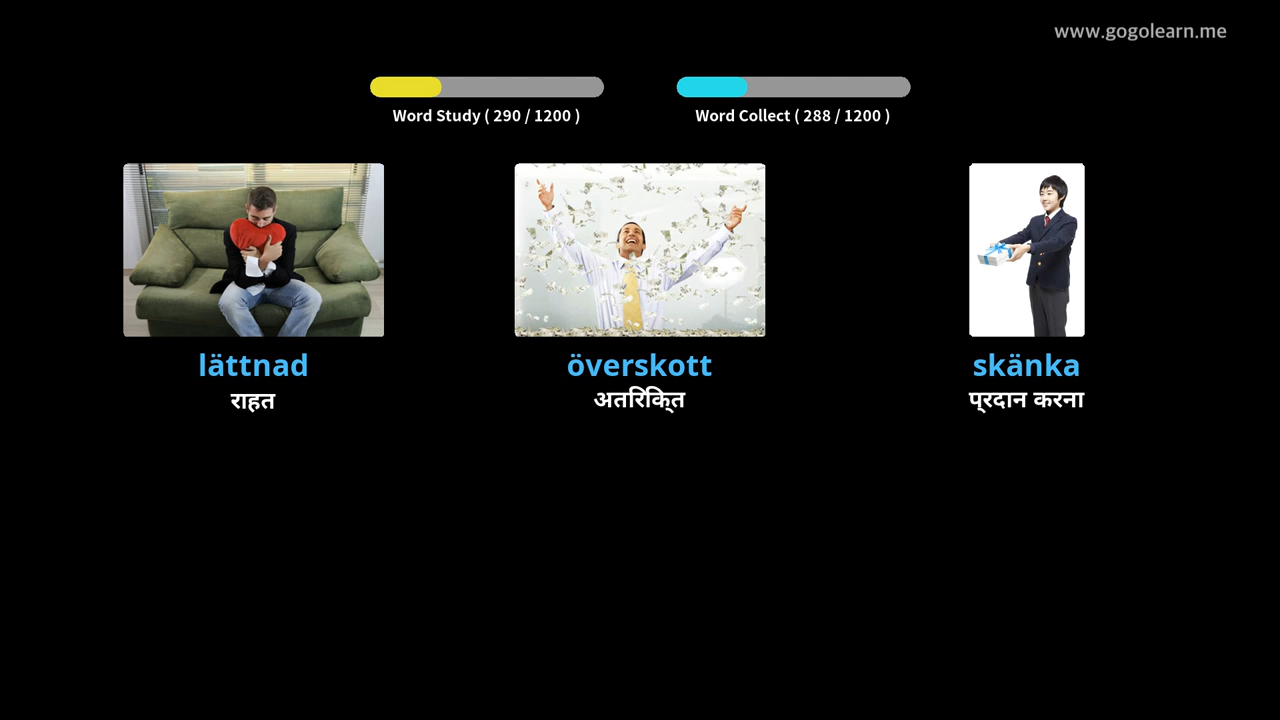 www.gogolearn.me
Word Study ( 290 / 1200 )
Word Collect ( 288 / 1200 )
lättnad
överskott
skänka
राहत
अतिरिक्ति
प्रदान करना